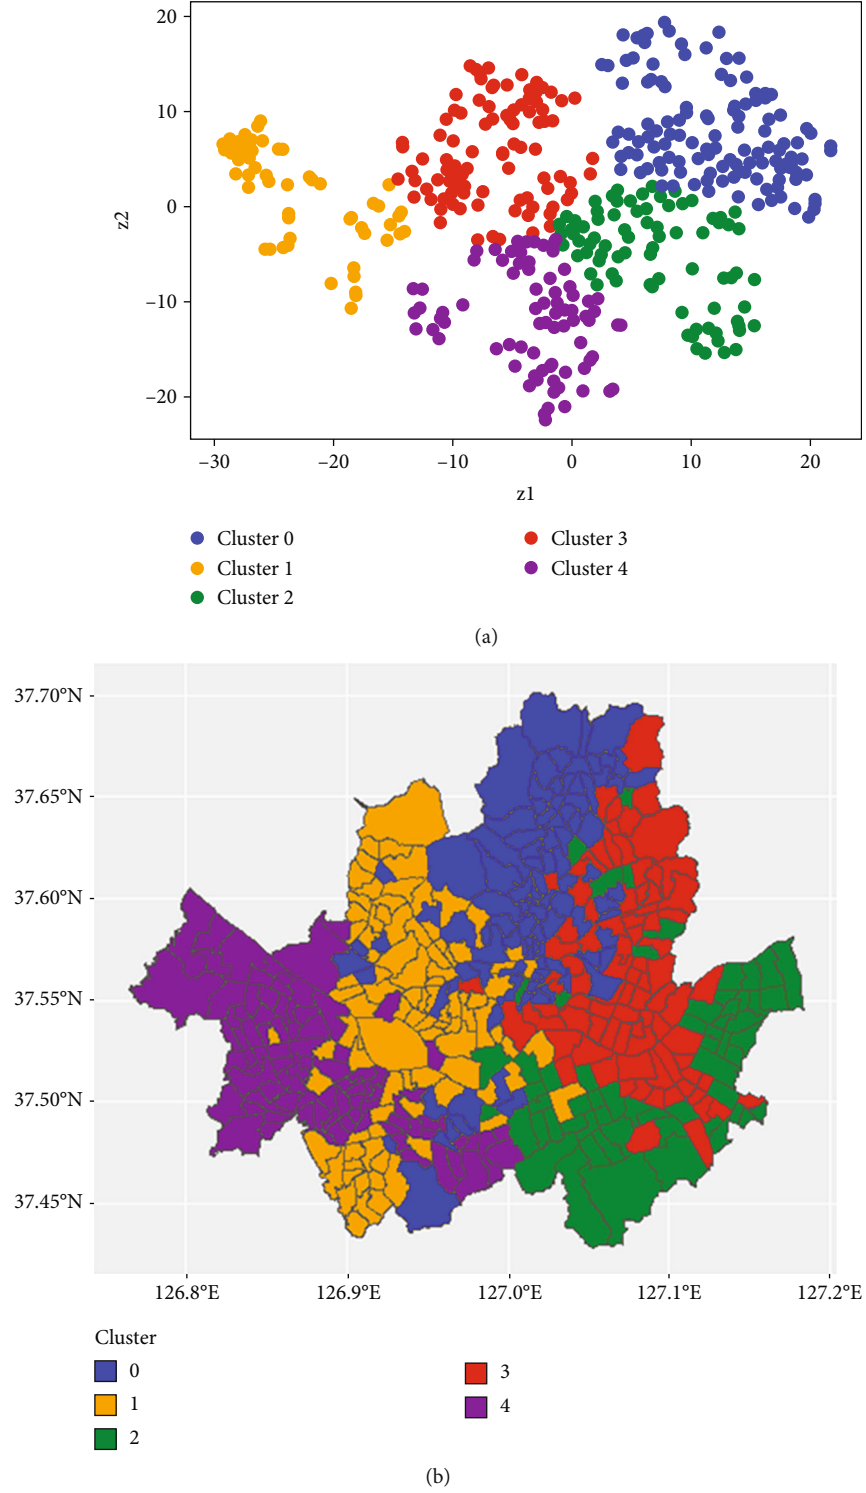 20
10
0
−10
−20
z2
−30 −20 −10 0 10 20
z1
Cluster 0
Cluster 1
Cluster 2
Cluster 3
Cluster 4
(a)
37.70°N
37.65°N
37.60°N
37.55°N
37.50°N
37.45°N
126.8°E 126.9°E 127.0°E 127.1°E 127.2°E
Cluster
0
1
2
3
4
(b)